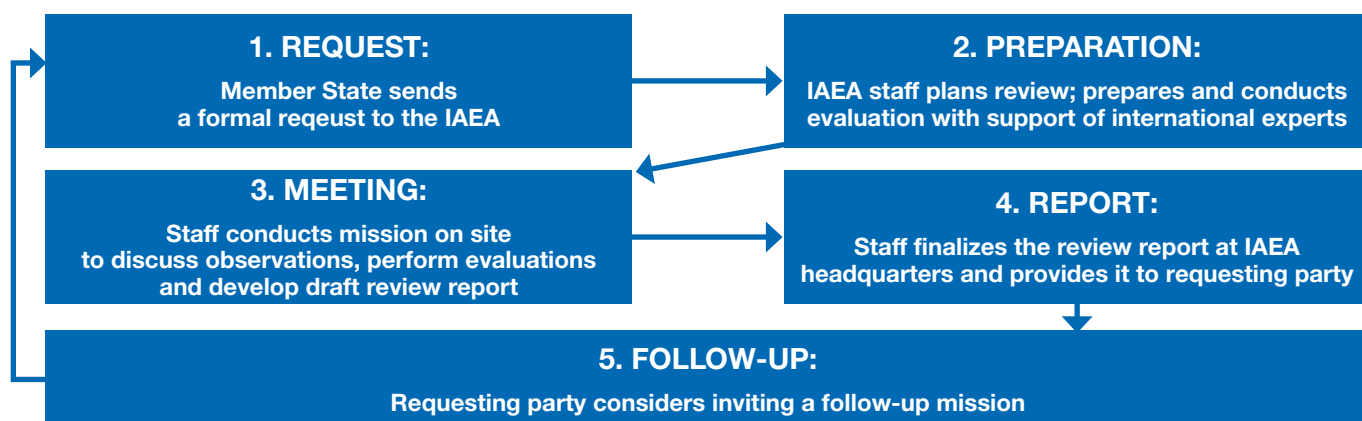 1. REQUEST:
Member State sends
a formal reqeust to the IAEA
2. PREPARATION:
IAEA staff plans review; prepares and conducts
evaluation with support of international experts
3. MEETING:
Staff conducts mission on site
to discuss observations, perform evaluations
and develop draft review report
4. REPORT:
Staff finalizes the review report at IAEA
headquarters and provides it to requesting party
5. FOLLOW-UP:
Requesting party considers inviting a follow-up mission